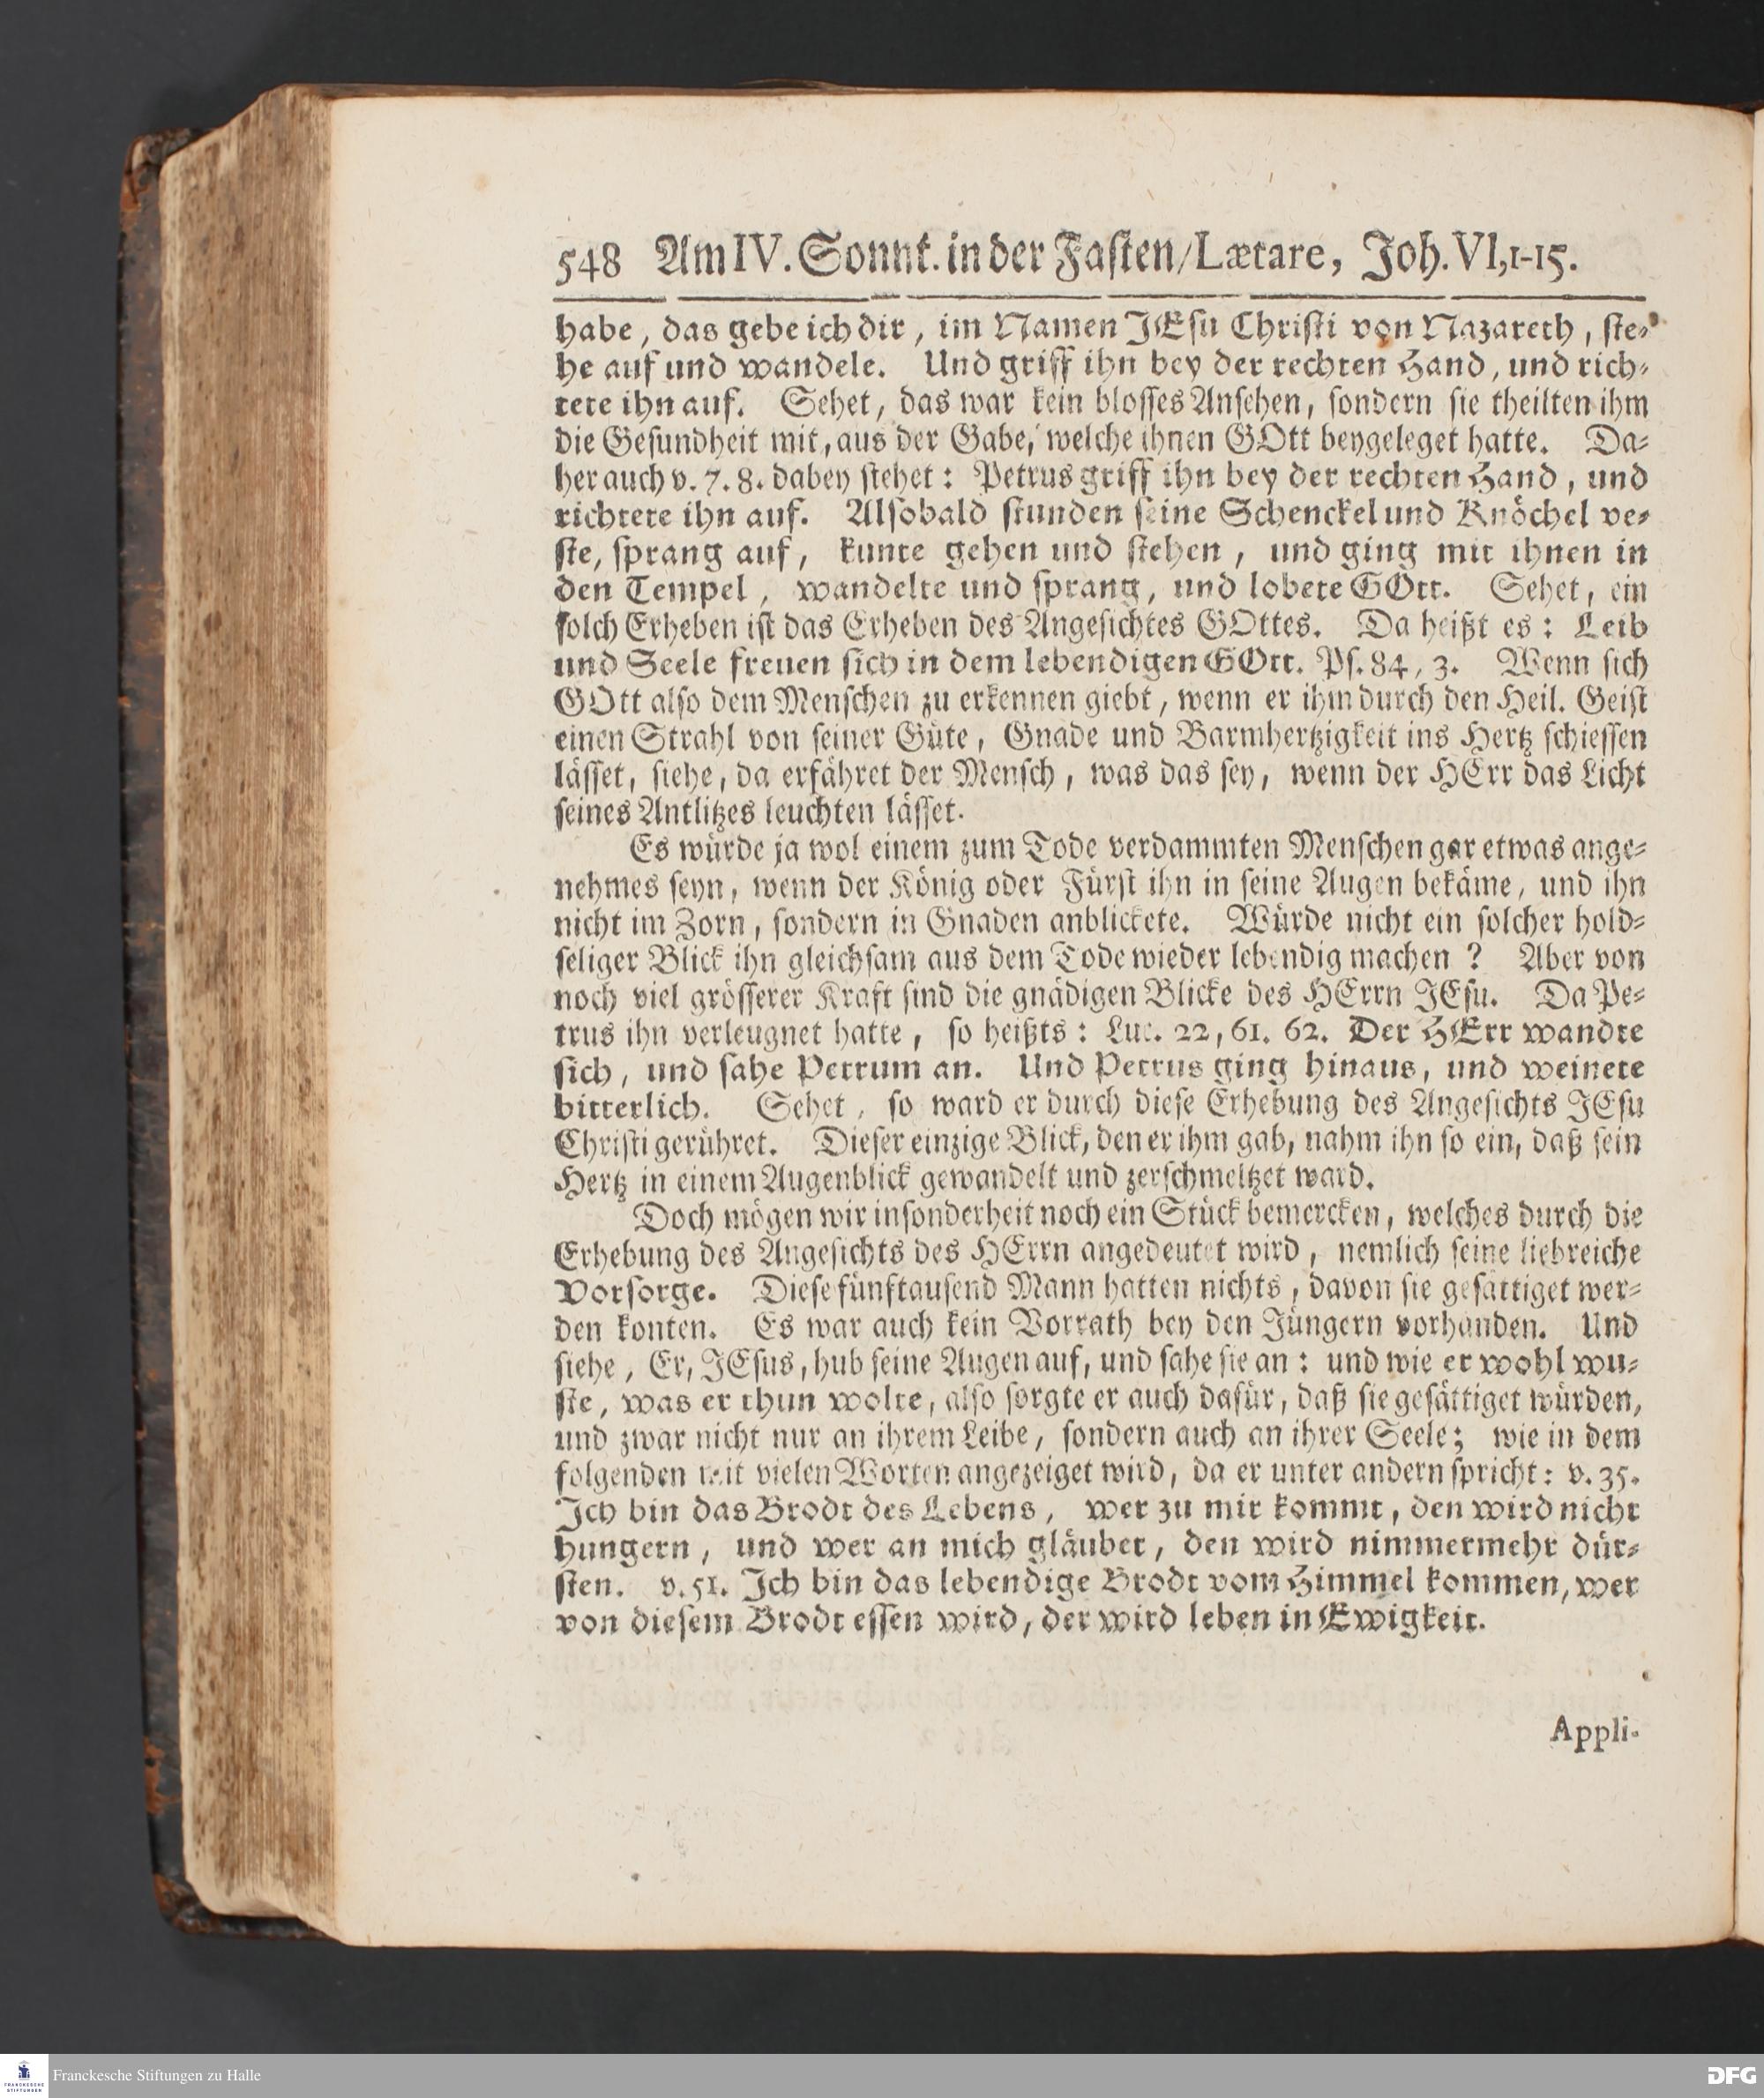 548 Am IV. Sonnt. in der Fasten/Lætare, Joh. VI,1-15.
habe, das gebe ich dir, im Namen JEsu Christi von Nazareth, ste-
he auf und wandele. Und griff ihn bey der rechten Hand, und rich-
tete ihn auf. Sehet, das war kein blosses Ansehen, sondern sie theilten ihm
die Gesundheit mit, aus der Gabe, welche ihnen GOtt beygeleget hatte. Da-
her auch v. 7. 8. dabey stehet: Petrus griff ihn bey der rechten Hand, und
richtete ihn auf. Alsobald stunden seine Schenckel und Knöchel ve-
ste, sprang auf, kunte gehen und stehen, und ging mit ihnen in
den Tempel, wandelte und sprang, und lobete GOtt. Sehet, ein
solch Erheben ist das Erheben des Angesichtes GOttes. Da heißt es: Leib
und Seele freuen sich in dem lebendigen GOtt. Ps. 84, 3. Wenn sich
GOtt also dem Menschen zu erkennen giebt, wenn er ihm durch den Heil. Geist
einen Strahl von seiner Güte, Gnade und Barmhertzigkeit ins Hertz schiessen
lässet, siehe, da erfähret der Mensch, was das sey, wenn der HErr das Licht
seines Antlitzes leuchten lässet.
Es würde ja wol einem zum Tode verdammten Menschen gar etwas ange-
nehmes seyn, wenn der König oder Fürst ihn in seine Augen bekäme, und ihn
nicht im Zorn, sondern in Gnaden anblickete. Würde nicht ein solcher hold-
seliger Blick ihn gleichsam aus dem Tode wieder lebendig machen? Aber von
noch viel grösserer Kraft sind die gnädigen Blicke des HErrn JEsu. Da Pe-
trus ihn verleugnet hatte, so heißts: Luc. 22, 61. 62. Der HErr wandte
sich, und sahe Petrum an. Und Petrus ging hinaus, und weinete
bitterlich. Sehet, so ward er durch diese Erhebung des Angesichts JEsu
Christi gerühret. Dieser einzige Blick, den er ihm gab, nahm ihn so ein, daß sein
Hertz in einem Augenblick gewandelt und zerschmeltzet ward.
Doch mögen wir insonderheit noch ein Stück bemercken, welches durch die
Erhebung des Angesichts des HErrn angedeutet wird, nemlich seine liebreiche
Vorsorge. Diese fünftausend Mann hatten nichts, davon sie gesättiget wer-
den konten. Es war auch kein Vorrath bey den Jüngern vorhanden. Und
siehe, Er, JEsus, hub seine Augen auf, und sahe sie an: und wie er wohl wu-
ste, was er thun wolte, also sorgte er auch dafür, daß sie gesättiget würden,
und zwar nicht nur an ihrem Leibe, sondern auch an ihrer Seele; wie in dem
folgenden mit vielen Worten angezeiget wird, da er unter andern spricht: v. 35.
Ich bin das Brodt des Lebens, wer zu mir kommt, den wird nicht
hungern, und wer an mich gläubet, den wird nimmermehr dür-
sten. v. 51. Ich bin das lebendige Brodt vom Himmel kommen, wer
von diesem Brodt essen wird, der wird leben in Ewigkeit.
Appli-
FRANCKESCHE
STIFTUNGEN
Franckesche Stiftungen zu Halle
DFG